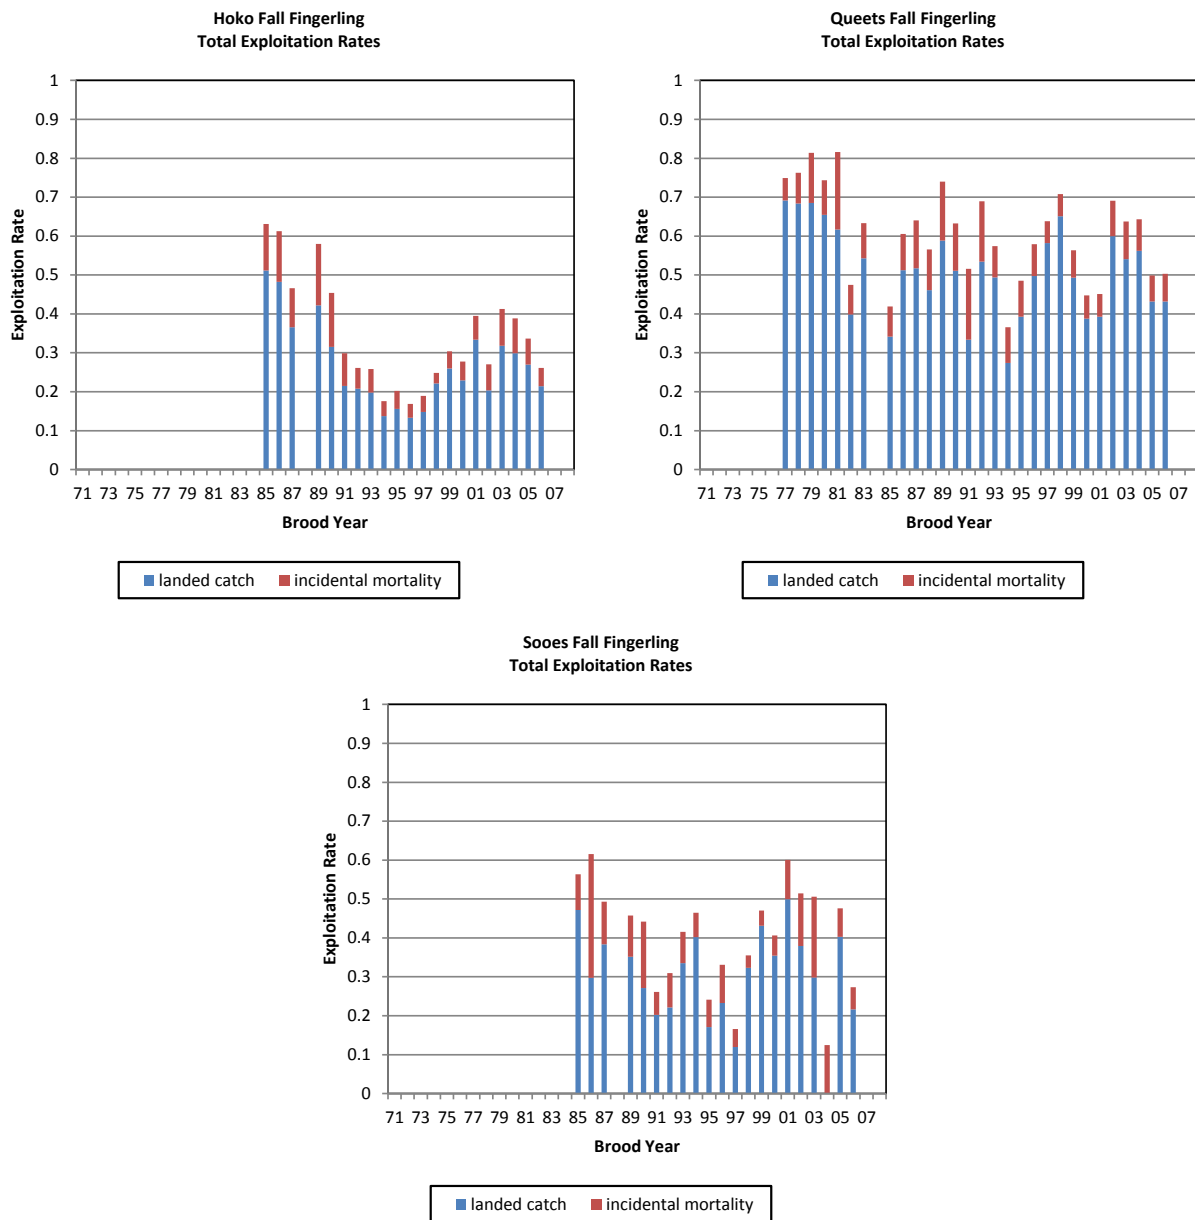 Hoko Fall Fingerling
Total Exploitation Rates
1
0.9
0.8
0.7
0.6
0.5
0.4
0.3
0.2
0.1
0
Exploitation Rate
71 73 75 77 79 81 83 85 87 89 91 93 95 97 99 01 03 05 07
Brood Year
landed catch incidental mortality
Queets Fall Fingerling
Total Exploitation Rates
1
0.9
0.8
0.7
0.6
0.5
0.4
0.3
0.2
0.1
0
Exploitation Rate
71 73 75 77 79 81 83 85 87 89 91 93 95 97 99 01 03 05 07
Brood Year
landed catch incidental mortality
Sooes Fall Fingerling
Total Exploitation Rates
1
0.9
0.8
0.7
0.6
0.5
0.4
0.3
0.2
0.1
0
Exploitation Rate
71 73 75 77 79 81 83 85 87 89 91 93 95 97 99 01 03 05 07
Brood Year
landed catch incidental mortality